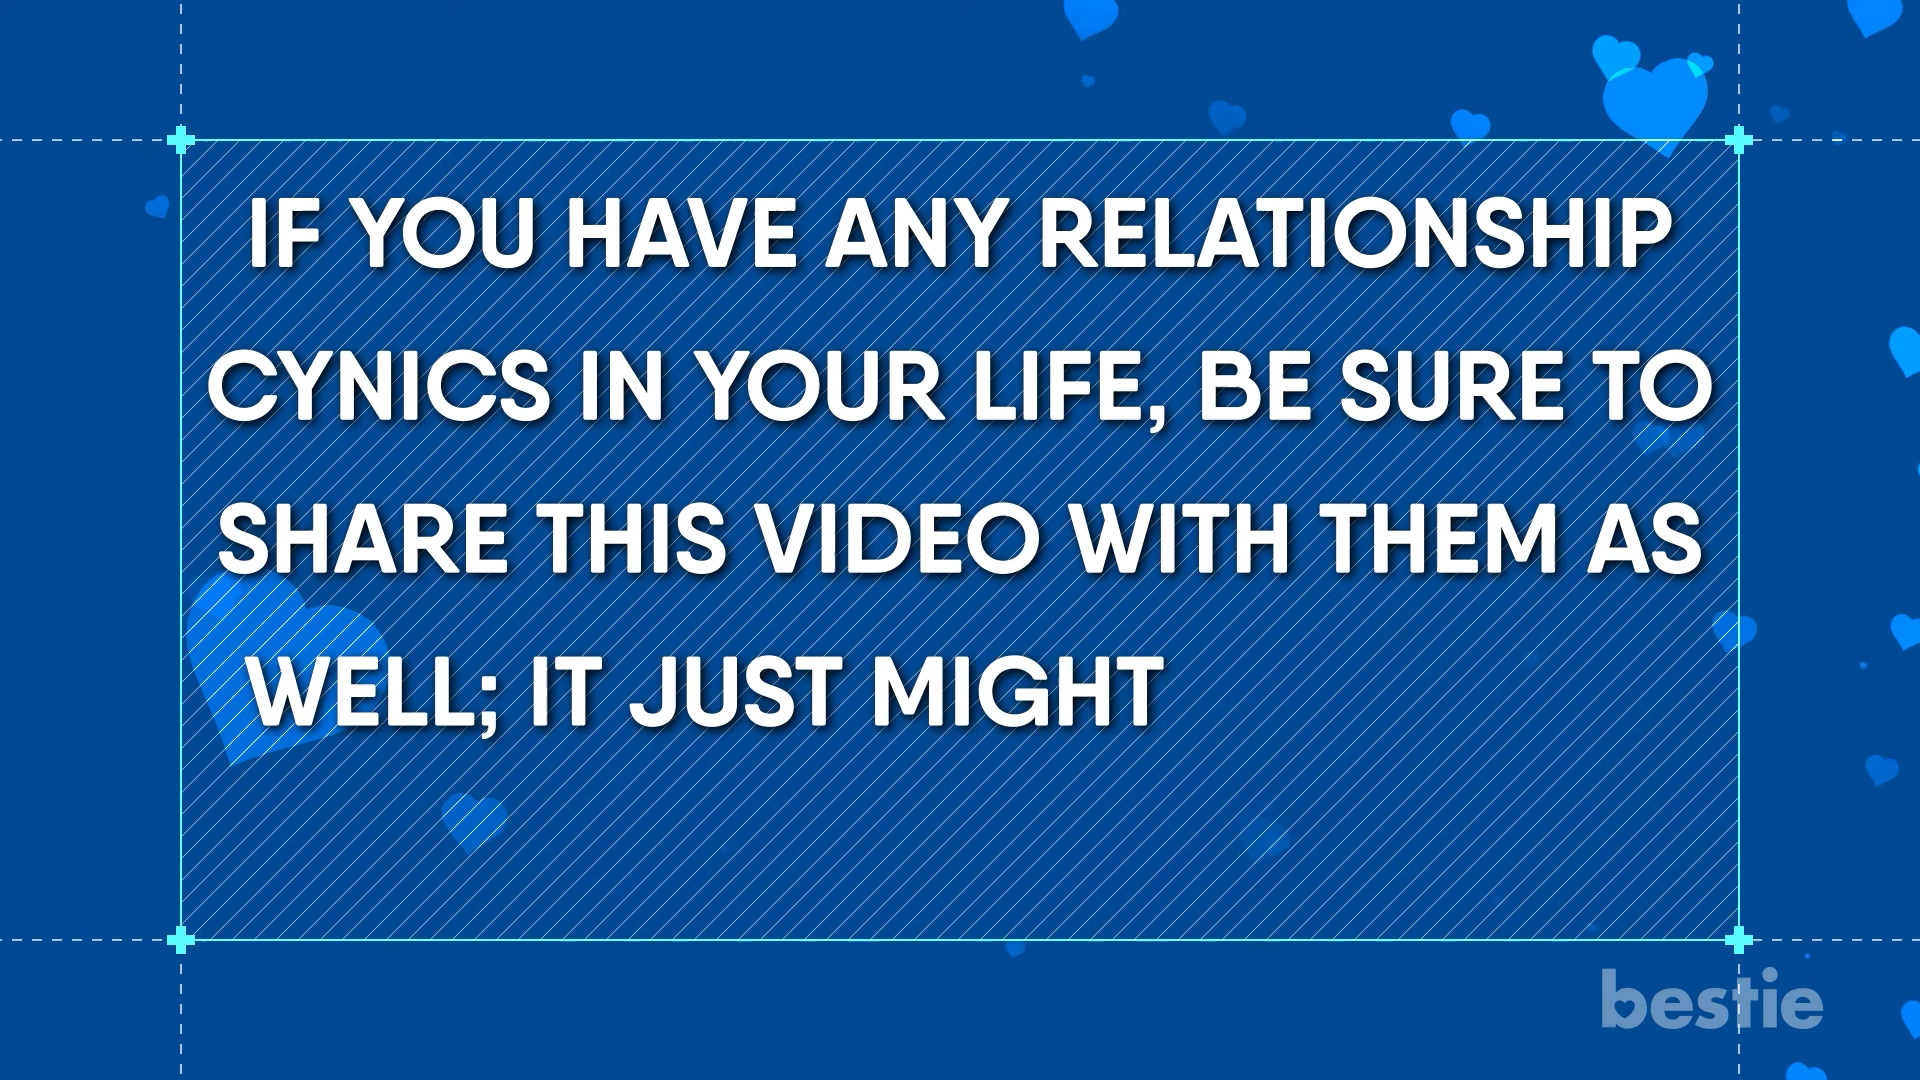 IF YOU HAVE ANY RELATIONSHIP
CYNICS IN YOUR LIFE, BE SURE TO
SHARE THIS VIDEO WITH THEM AS
WELL; IT JUST MIGHT
bestie